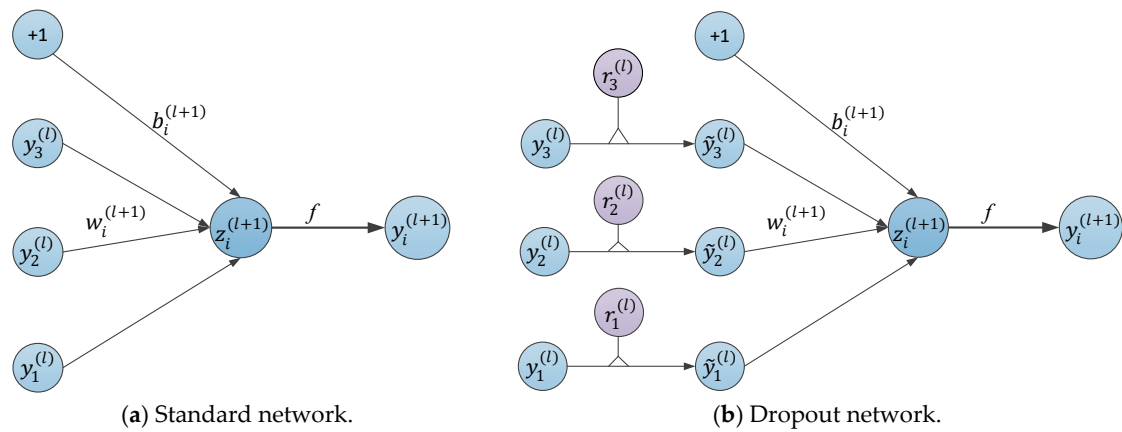 +1
b_i^{(l+1)}
y_3^{(l)}
w_i^{(l+1)}
z_i^{(l+1)}
f
y_i^{(l+1)}
y_2^{(l)}
y_1^{(l)}
(a) Standard network.
+1
r_3^{(l)}
b_i^{(l+1)}
y_3^{(l)}
ỹ_3^{(l)}
r_2^{(l)}
w_i^{(l+1)}
z_i^{(l+1)}
f
y_i^{(l+1)}
y_2^{(l)}
ỹ_2^{(l)}
r_1^{(l)}
y_1^{(l)}
ỹ_1^{(l)}
(b) Dropout network.